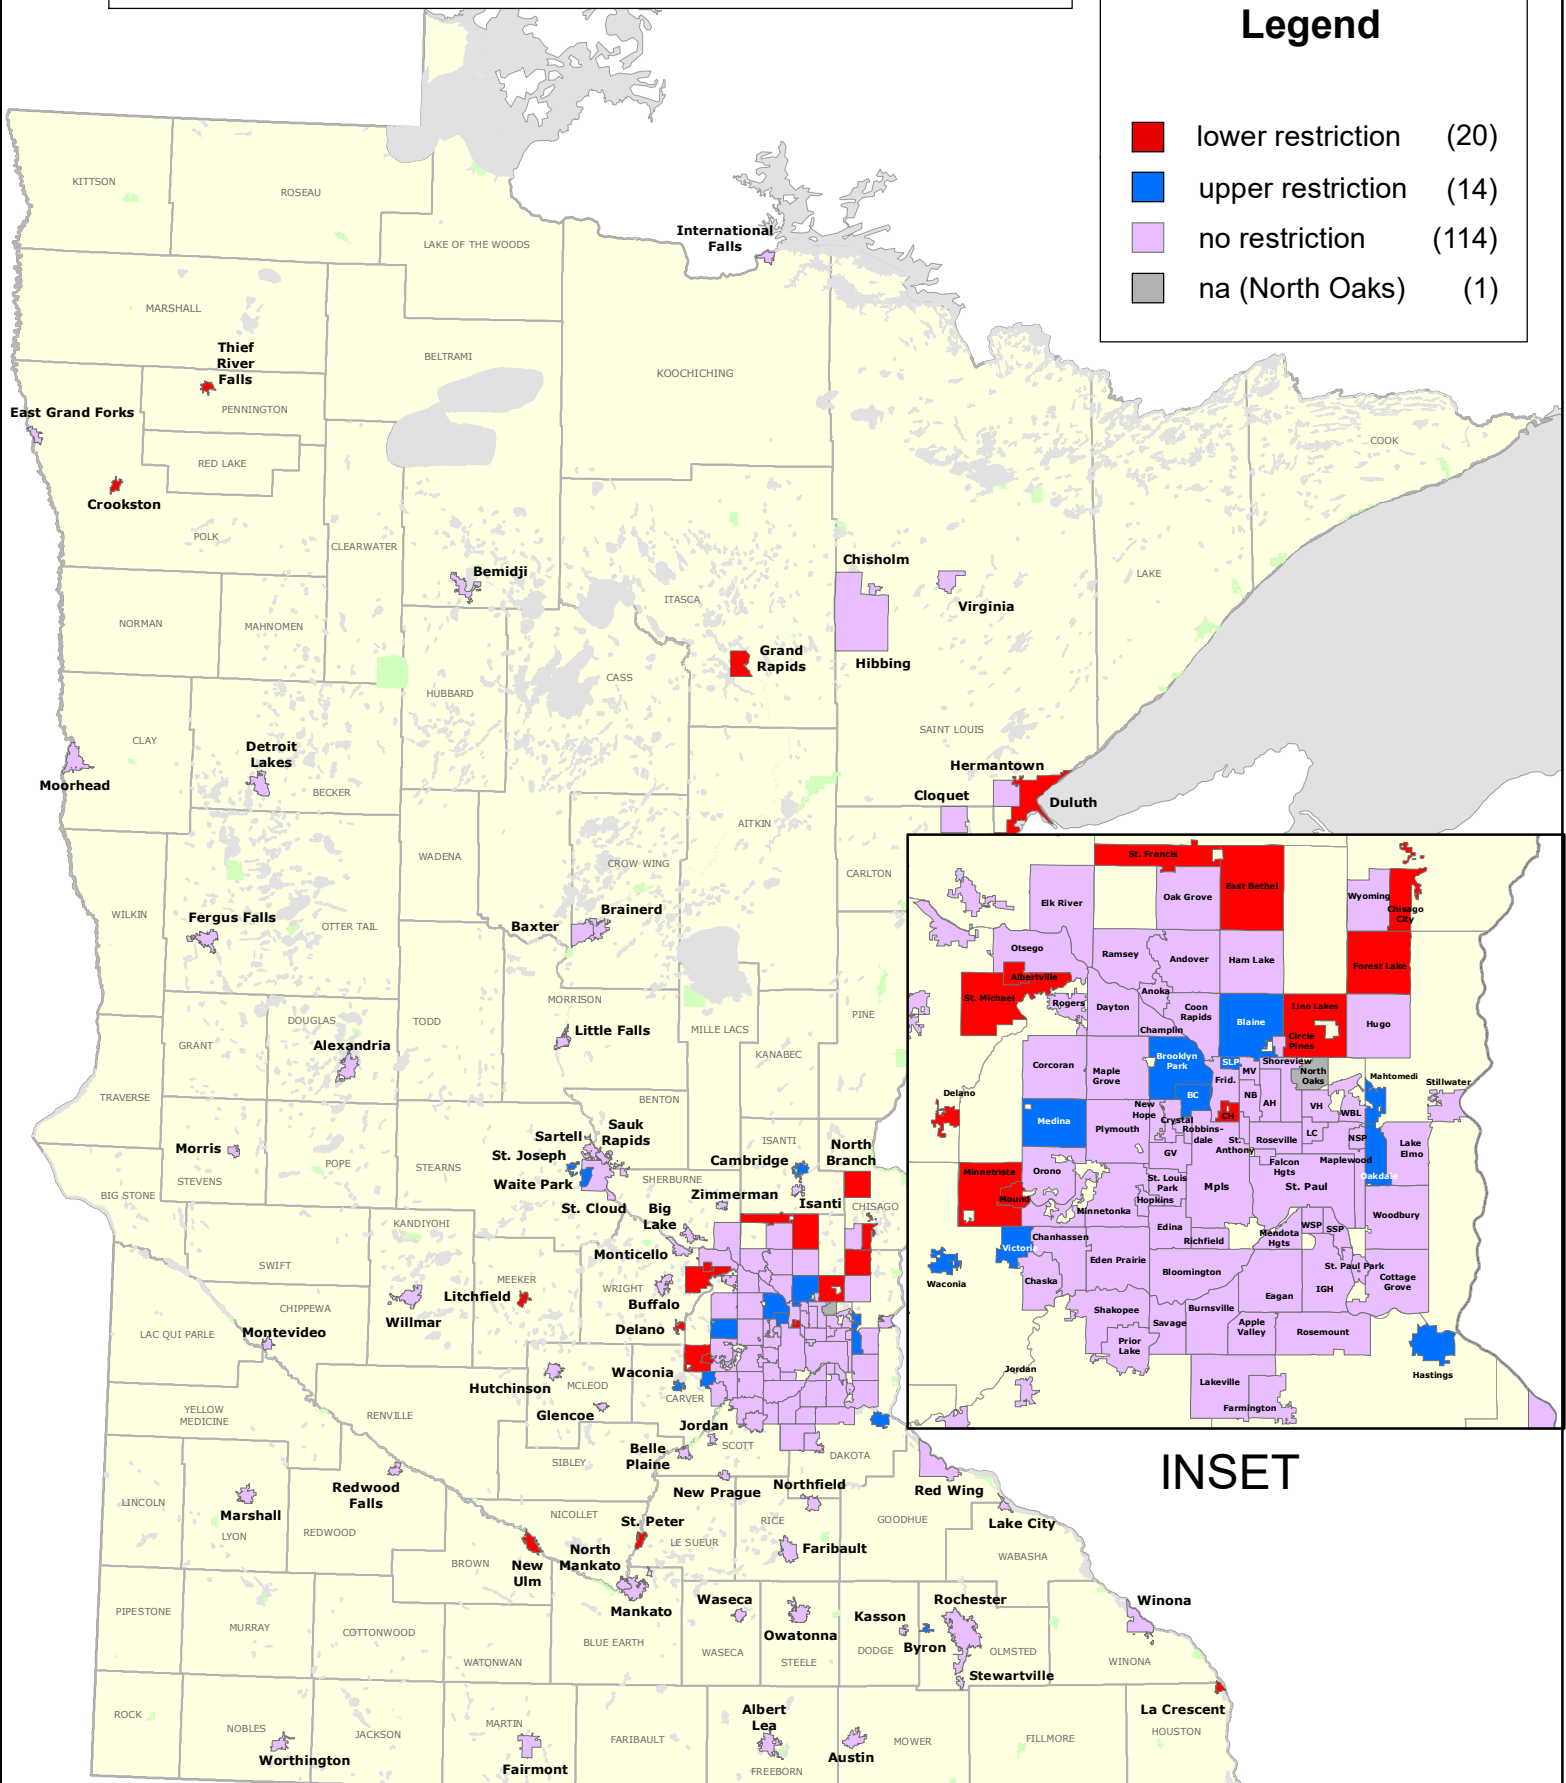 Legend
lower restriction (20)
upper restriction (14)
no restriction (114)
na (North Oaks) (1)
KITTSON
ROSEAU
LAKE OF THE WOODS
International
Falls
MARSHALL
Thief
River
Falls
BELTRAMI
KOOCHICHING
East Grand Forks
PENNINGTON
COOK
RED LAKE
Crookston
POLK
CLEARWATER
Bemidji
Chisholm
LAKE
ITASCA
Virginia
NORMAN
MAHNOMEN
Grand
Rapids
Hibbing
HUBBARD
CASS
SAINT LOUIS
CLAY
Detroit
Lakes
Moorhead
BECKER
Hermantown
Cloquet
Duluth
AITKIN
WADENA
CROW WING
CARLTON
WILKIN
Fergus Falls
OTTER TAIL
Baxter
Brainerd
MORRISON
DOUGLAS
TODD
Little Falls
MILLE LACS
PINE
GRANT
Alexandria
KANABEC
TRAVERSE
BENTON
Sauk
Rapids
Sartell
ISANTI
North
Branch
Morris
St. Joseph
Cambridge
POPE
STEARNS
STEVENS
Waite Park
SHERBURNE
BIG STONE
Zimmerman
Isanti
CHISAGO
St. Cloud
Big
Lake
KANDIYOHI
Monticello
SWIFT
MEEKER
WRIGHT
Litchfield
Buffalo
CHIPPEWA
Willmar
LAC QUI PARLE
Montevideo
Delano
Waconia
Hutchinson
MCLEOD
CARVER
YELLOW
MEDICINE
RENVILLE
Glencoe
Jordan
SCOTT
Belle
Plaine
DAKOTA
SIBLEY
New Prague
Northfield
Red Wing
Redwood
Falls
LINCOLN
Marshall
LYON
REDWOOD
NICOLLET
St. Peter
RICE
GOODHUE
Lake City
LE SUEUR
Faribault
WABASHA
BROWN
New
Ulm
North
Mankato
Mankato
Waseca
Owatonna
Kasson
Rochester
Winona
PIPESTONE
MURRAY
COTTONWOOD
BLUE EARTH
WASECA
STEELE
DODGE
Byron
OLMSTED
WATONWAN
WINONA
Stewartville
ROCK
NOBLES
JACKSON
MARTIN
FARIBAULT
Albert
Lea
MOWER
FILLMORE
La Crescent
HOUSTON
Worthington
Fairmont
Austin
FREEBORN
St. Francis
East Bethel
Elk River
Oak Grove
Wyoming
Chisago
City
Otsego
Ramsey
Andover
Ham Lake
Forest Lake
Albertville
St. Michael
Rogers
Dayton
Anoka
Coon
Rapids
Champlin
Blaine
Lino Lakes
Hugo
Circle
Pines
Corcoran
Maple
Grove
Brooklyn
Park
SLP
Shoreview
Frid.
MV
North
Oaks
Mahtomedi
Stillwater
Delano
BC
NB
AH
VH
WBL
Medina
New
Hope
Crystal
CH
Plymouth
Robbins-
dale
St.
Anthony
Roseville
LC
NSP
Lake
Elmo
GV
Falcon
Hgts
Maplewood
Oakdale
Minnetrista
Orono
Mound
St. Louis
Park
Mpls
St. Paul
Hopkins
Minnetonka
Woodbury
Victoria
Chanhassen
Edina
Richfield
WSP
SSP
Mendota
Hgts
Waconia
Chaska
Eden Prairie
Bloomington
St. Paul Park
Eagan
IGH
Cottage
Grove
Shakopee
Burnsville
Savage
Apple
Valley
Rosemount
Prior
Lake
Hastings
Jordan
Lakeville
Farmington
INSET